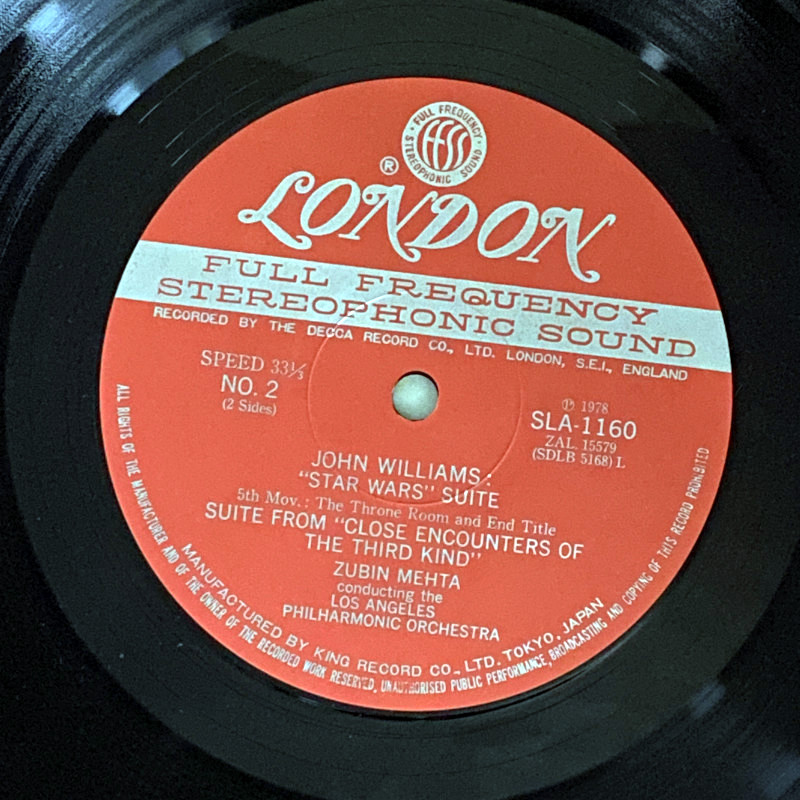 FULL FREQUENCY
STEREOPHONIC SOUND
FFSS
®
LONDON
FULL FREQUENCY
STEREOPHONIC SOUND
RECORDED BY THE DECCA RECORD CO., LTD. LONDON, S.E.I., ENGLAND
SPEED 33⅓
NO. 2
(2 Sides)
Ⓟ 1978
SLA-1160
ZAL. 15579
(SDLB 5168) L
JOHN WILLIAMS:
"STAR WARS" SUITE
5th Mov.: The Throne Room and End Title
SUITE FROM "CLOSE ENCOUNTERS OF
THE THIRD KIND"
ZUBIN MEHTA
conducting the
LOS ANGELES
PHILHARMONIC ORCHESTRA
MANUFACTURED BY KING RECORD CO., LTD. TOKYO. JAPAN
ALL RIGHTS OF THE MANUFACTURER AND OF THE OWNER OF THE RECORDED WORK RESERVED, UNAUTHORISED PUBLIC PERFORMANCE, BROADCASTING AND COPYING OF THIS RECORD PROHIBITED